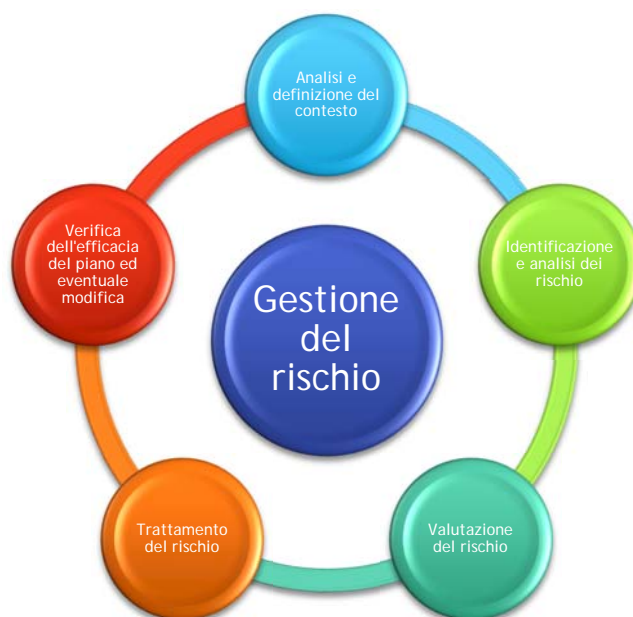 Analisi e
definizione del
contesto
Identificazione
e analisi del
rischio
Valutazione
del rischio
Trattamento
del rischio
Verifica
dell'efficacia
del piano ed
eventuale
modifica
Gestione
del
rischio